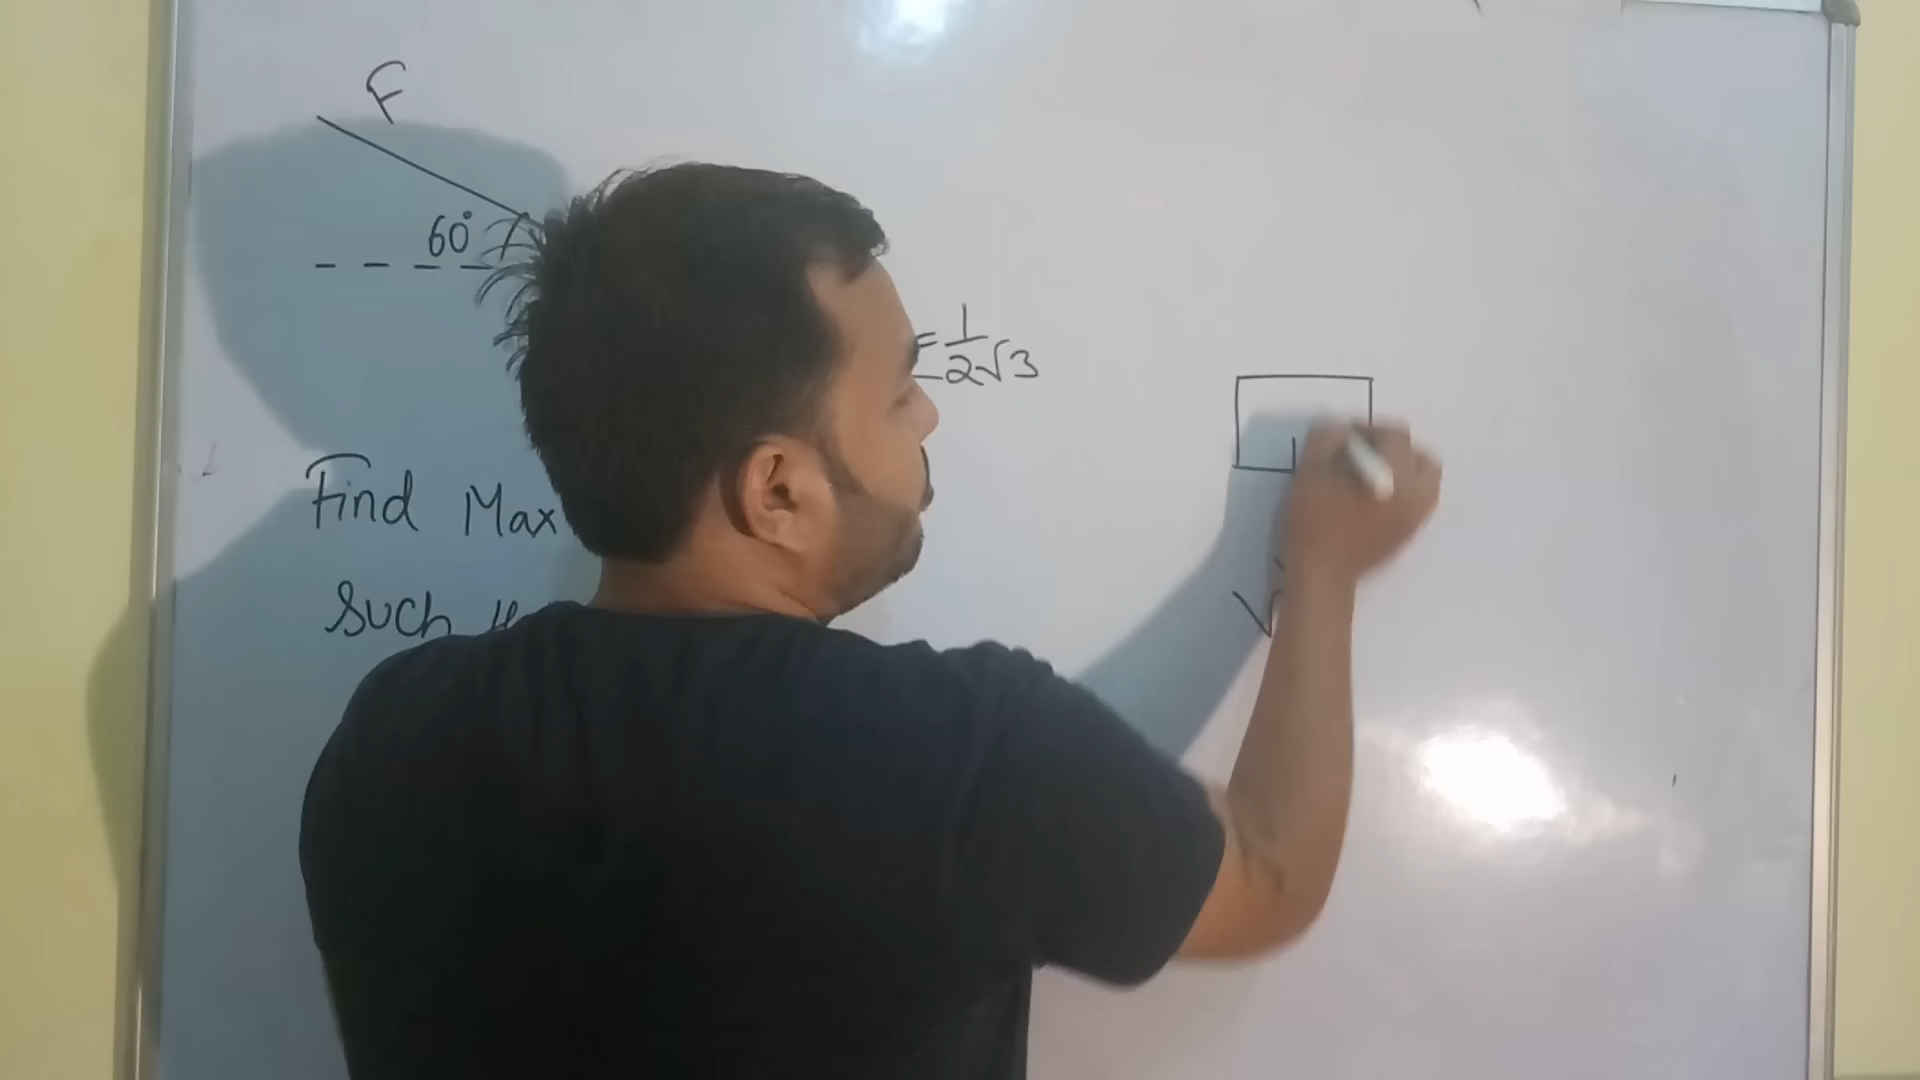 F
60°
= 1/2√3
Find Max
such